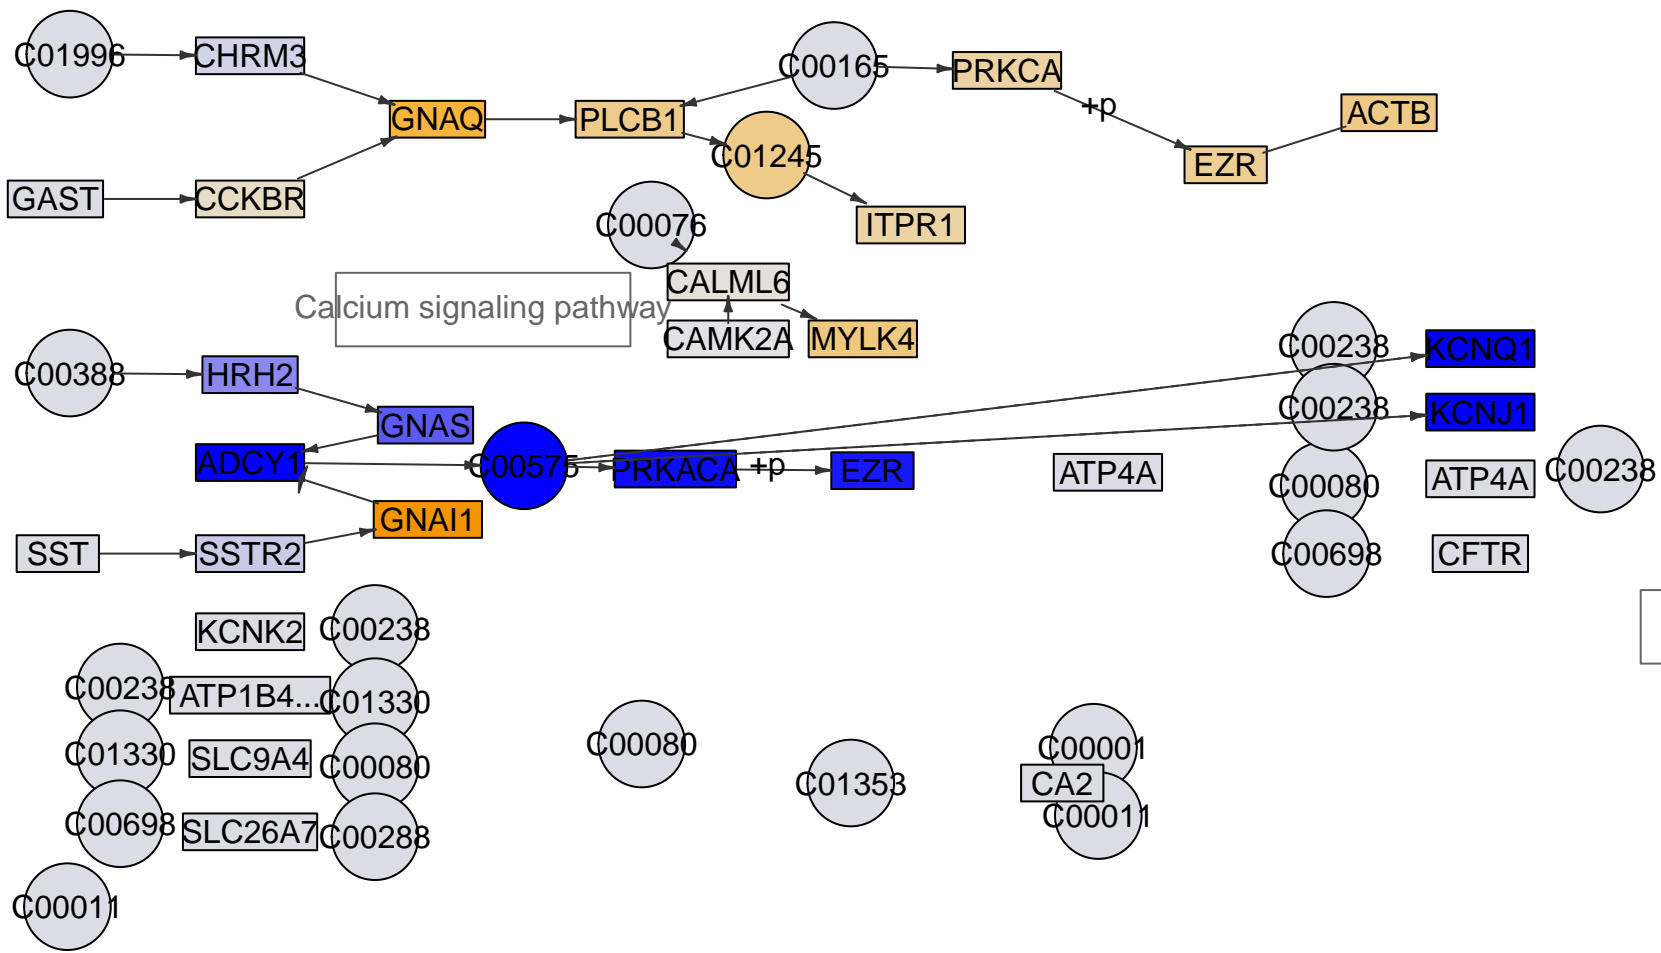 C01996
CHRM3
C00165
PRKCA
+p
ACTB
GNAQ
PLCB1
C01245
EZR
GAST
CCKBR
C00076
ITPR1
CALML6
Calcium signaling pathway
CAMK2A
MYLK4
C00238
KCNQ1
C00388
HRH2
C00238
KCNJ1
GNAS
ADCY1
C00575
PRKACA
+p
EZR
ATP4A
C00080
ATP4A
C00238
GNAI1
SST
SSTR2
C00698
CFTR
KCNK2
C00238
C00238
ATP1B4...
C01330
C01330
SLC9A4
C00080
C00080
C01353
C00001
CA2
C00011
C00698
SLC26A7
C00288
C00011